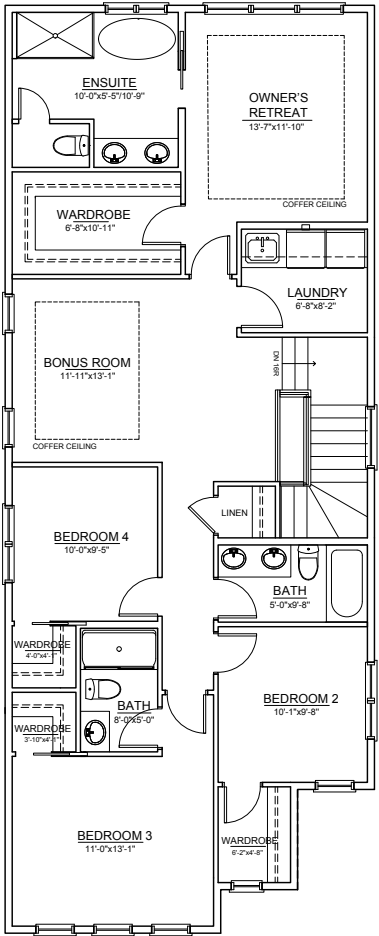 ENSUITE
10'-0"x5'-5"/10'-9"
OWNER'S
RETREAT
13'-7"x11'-10"
COFFER CEILING
WARDROBE
6'-8"x10'-11"
LAUNDRY
6'-8"x8'-2"
BONUS ROOM
11'-11"x13'-1"
COFFER CEILING
DN 16R
LINEN
BEDROOM 4
10'-0"x9'-5"
BATH
5'-0"x9'-8"
WARDROBE
4'-0"x4'-1"
BATH
8'-0"x5'-0"
BEDROOM 2
10'-1"x9'-8"
WARDROBE
3'-10"x4'-1"
BEDROOM 3
11'-0"x13'-1"
WARDROBE
6'-2"x4'-8"